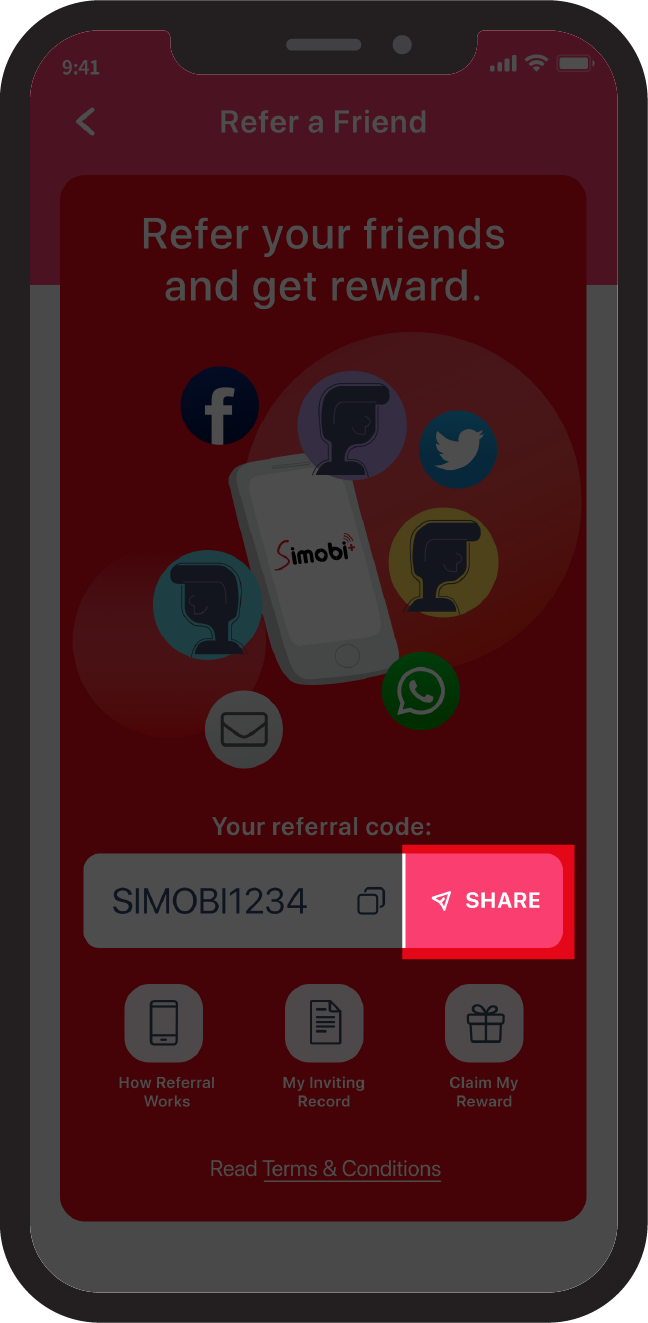 9:41
Refer a Friend
Refer your friends
and get reward.
Simobi+
Your referral code:
SIMOBI1234
SHARE
How Referral
Works
My Inviting
Record
Claim My
Reward
Read Terms & Conditions